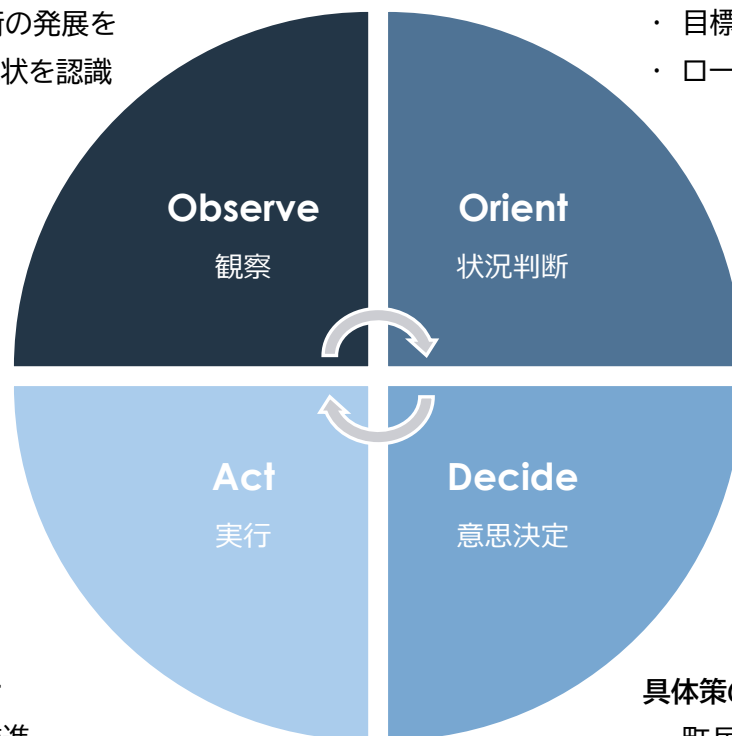 の発展を
状を認識
・ 目標
・ ロー
Observe
観察
Orient
状況判断
Act
実行
Decide
意思決定
具体策